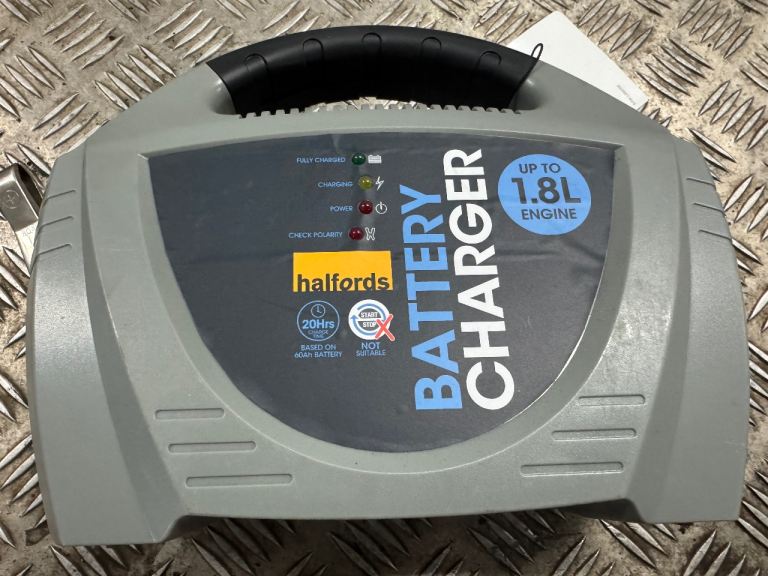 FULLY CHARGED
CHARGING
POWER
CHECK POLARITY
halfords
20Hrs
CHARGE
TIME
BASED ON
60Ah BATTERY
START
STOP
NOT
SUITABLE
BATTERY
CHARGER
UP TO
1.8L
ENGINE